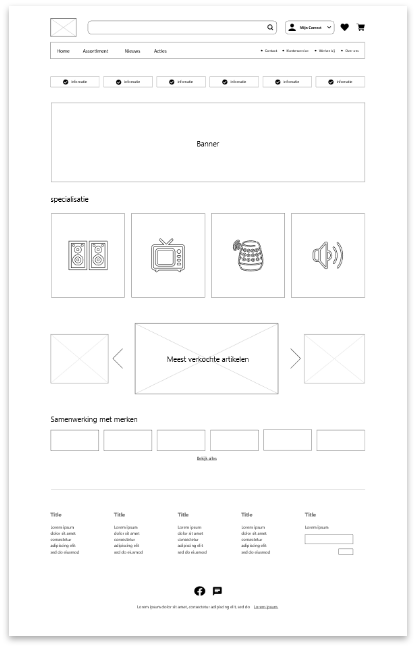 Mijn Connect
Home Assortiment Nieuws Acties Contact Klantenservice Werken bij Over ons
informatie informatie informatie informatie informatie informatie
Banner
specialisatie
Meest verkochte artikelen
Samenwerking met merken
Bekijk alles
Title Title Title Title Title
Lorem ipsum Lorem ipsum Lorem ipsum Lorem ipsum Lorem ipsum
dolor sit amet dolor sit amet dolor sit amet dolor sit amet
consectetur consectetur consectetur consectetur
adipiscing elit adipiscing elit adipiscing elit adipiscing elit
sed do eiusmod sed do eiusmod sed do eiusmod sed do eiusmod
Lorem ipsum dolor sit amet, consectetur adipiscing elit, sed do Lorem ipsum